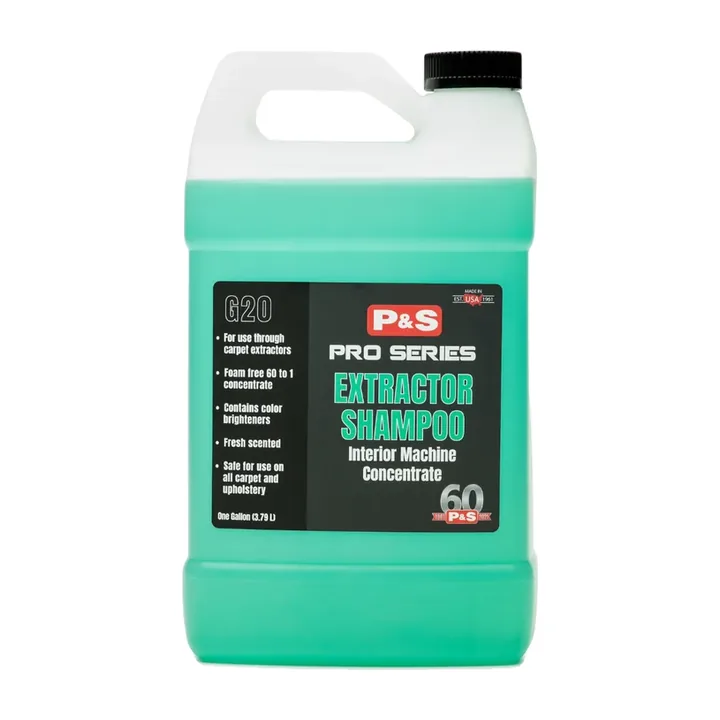 G20
• For use through
carpet extractors
• Foam free 60 to 1
concentrate
• Contains color
brighteners
• Fresh scented
• Safe for use on
all carpet and
upholstery
One Gallon (3.79 L)
MADE IN
EST. USA 1961
P&S
PRO SERIES
EXTRACTOR
SHAMPOO
Interior Machine
Concentrate
60
P&S